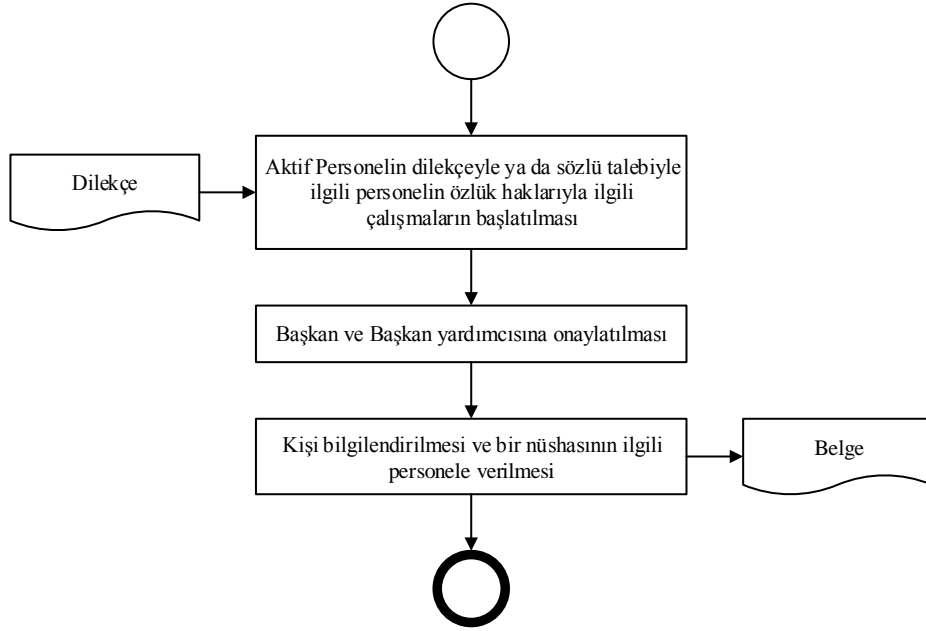 Dilekçe
Aktif Personelin dilekçeyle ya da sözlü talebiyle
ilgili personelin özlük haklarıyla ilgili
çalışmaların başlatılması
Başkan ve Başkan yardımcısına onaylatılması
Kişi bilgilendirilmesi ve bir nüshasının ilgili
personele verilmesi
Belge